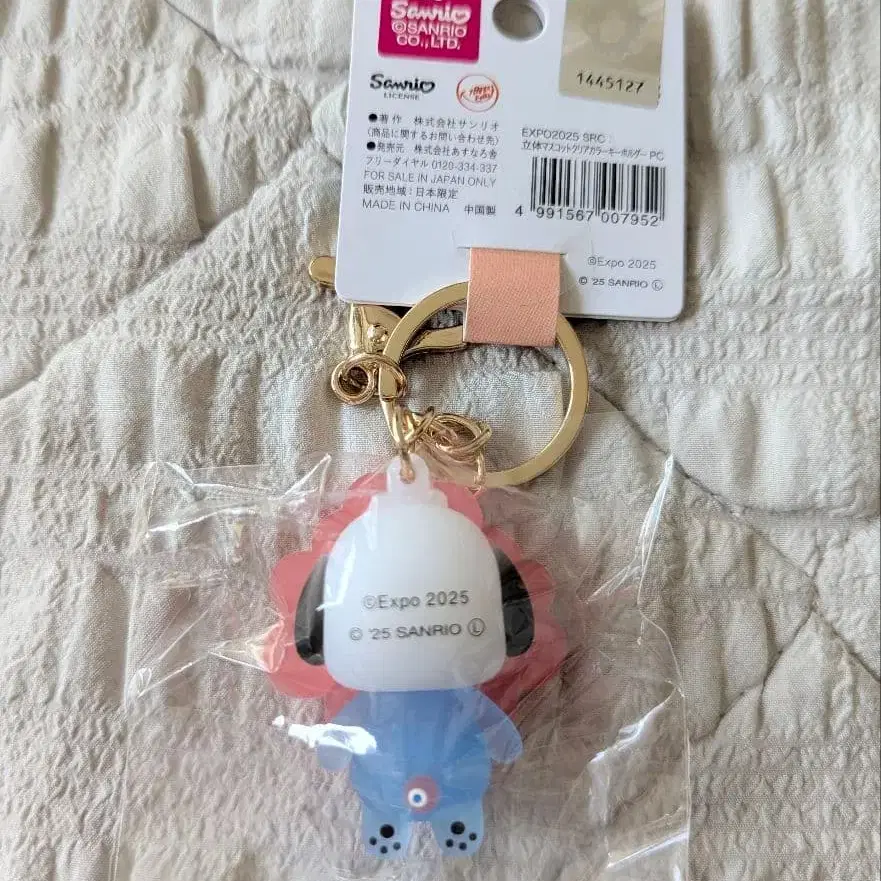 Sanrio
©SANRIO
CO., LTD.
1445127
Sanrio
LICENSE
●著作 株式会社サンリオ
(商品に関するお問い合わせ先)
●発売元 株式会社あすなろ舎
フリーダイヤル 0120-334-337
FOR SALE IN JAPAN ONLY
販売地域：日本限定
MADE IN CHINA 中国製
EXPO2025 SRC：
立体マスコットクリアカラーキーホルダー PC
4 991567 007952
©Expo 2025
© '25 SANRIO Ⓛ
©Expo 2025
© '25 SANRIO Ⓛ